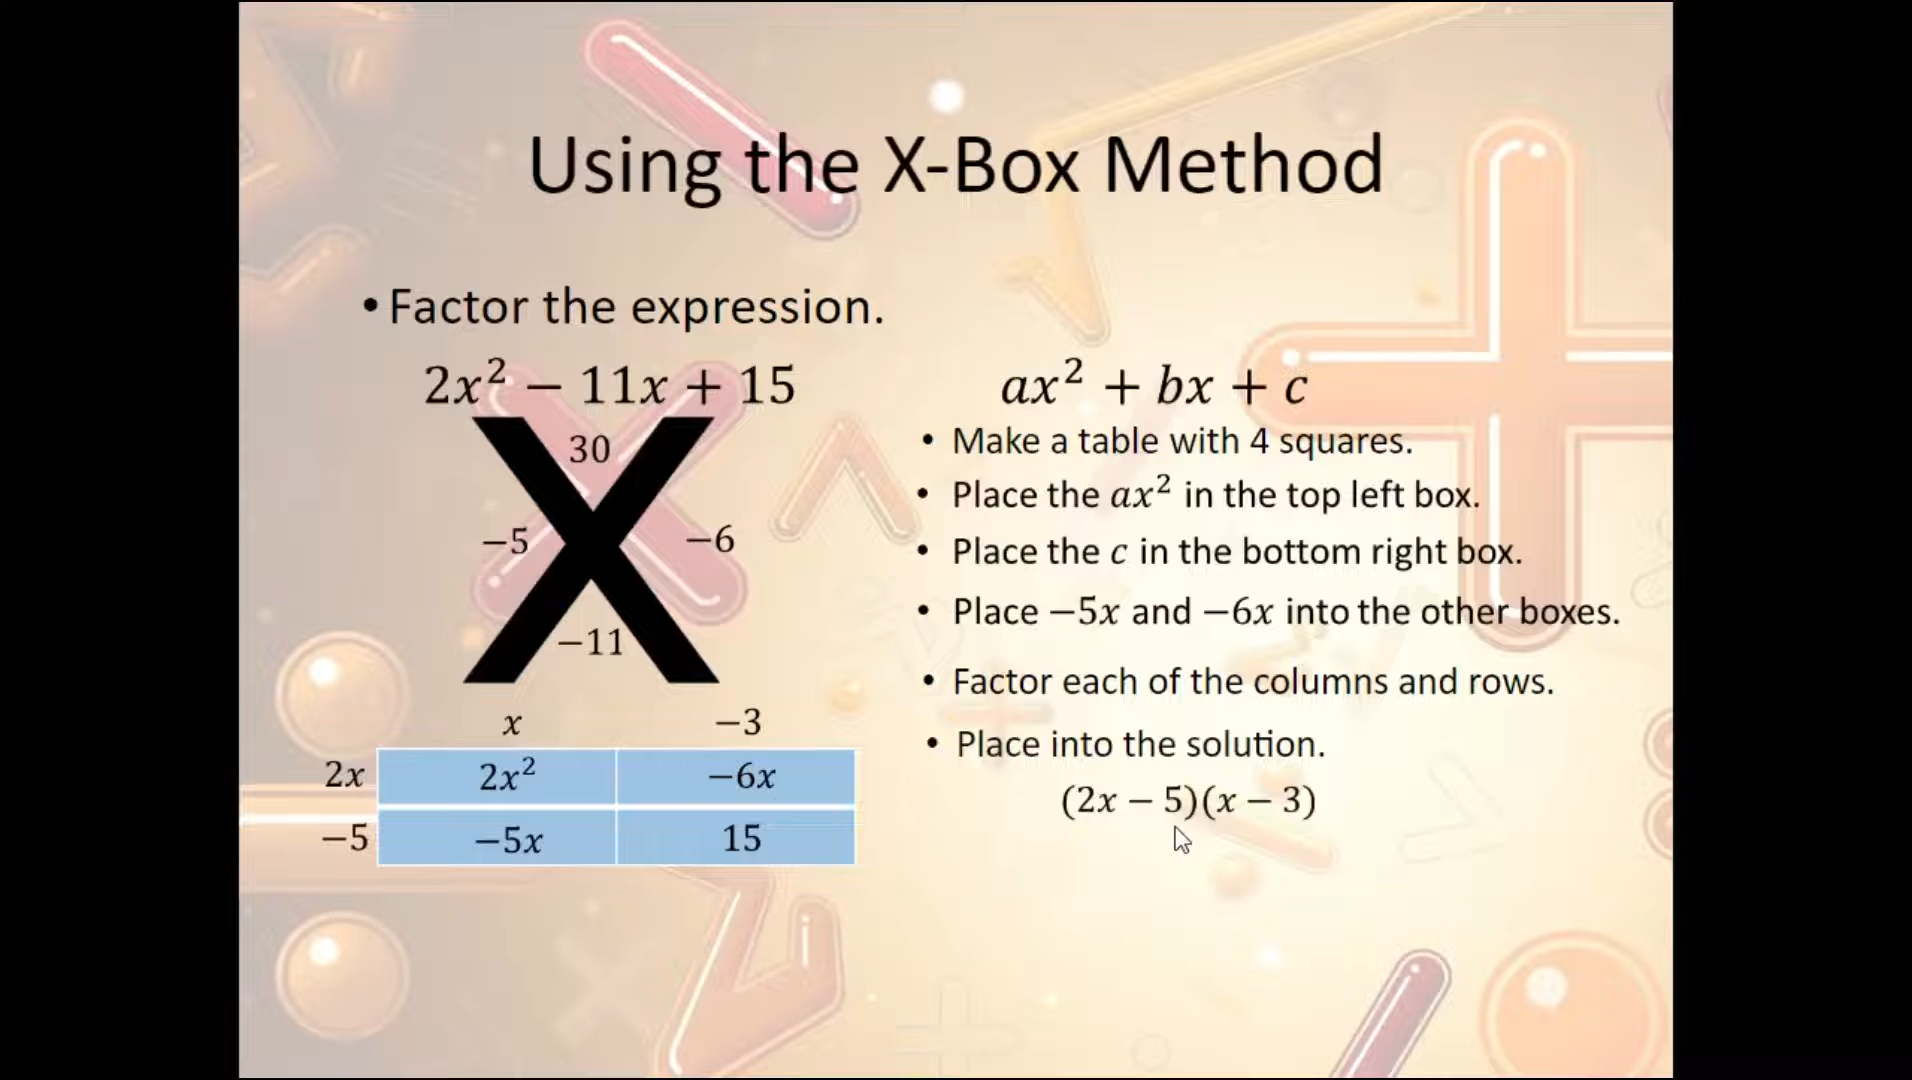 Using the X-Box Method
• Factor the expression.
2x² − 11x + 15
30
−5 −6
−11
x −3
2x 2x² −6x
−5 −5x 15
ax² + bx + c
• Make a table with 4 squares.
• Place the ax² in the top left box.
• Place the c in the bottom right box.
• Place −5x and −6x into the other boxes.
• Factor each of the columns and rows.
• Place into the solution.
(2x − 5)(x − 3)